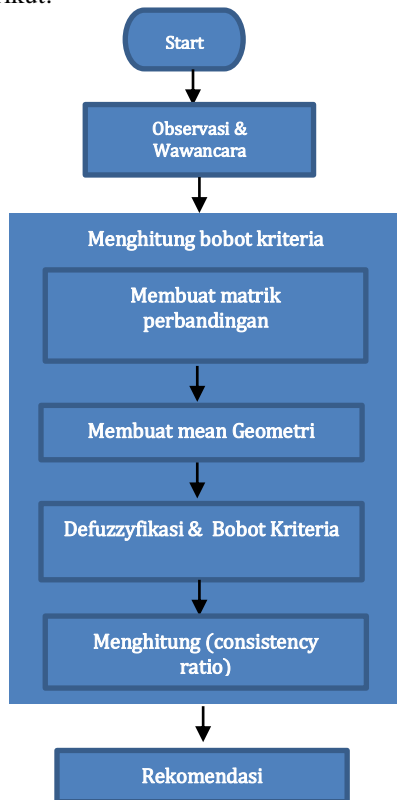 Start
Observasi &
Wawancara
Menghitung bobot kriteria
Membuat matrik
perbandingan
Membuat mean Geometri
Defuzzyfikasi & Bobot Kriteria
Menghitung (consistency
ratio)
Rekomendasi